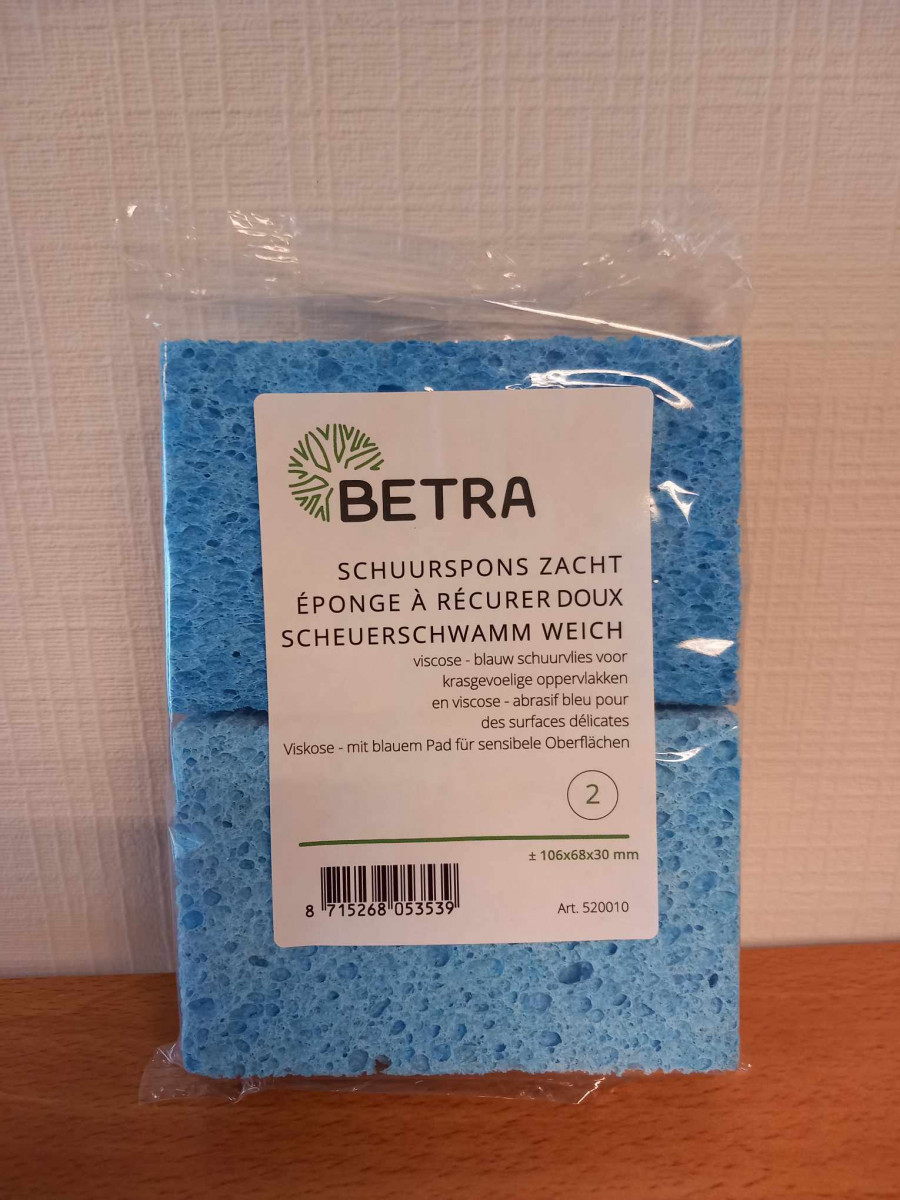 BETRA
SCHUURSPONS ZACHT
ÉPONGE À RÉCURER DOUX
SCHEUERSCHWAMM WEICH
viscose - blauw schuurvlies voor
krasgevoelige oppervlakken
en viscose - abrasif bleu pour
des surfaces délicates
Viskose - mit blauem Pad für sensibele Oberflächen
2
± 106x68x30 mm
8 715268 053539
Art. 520010